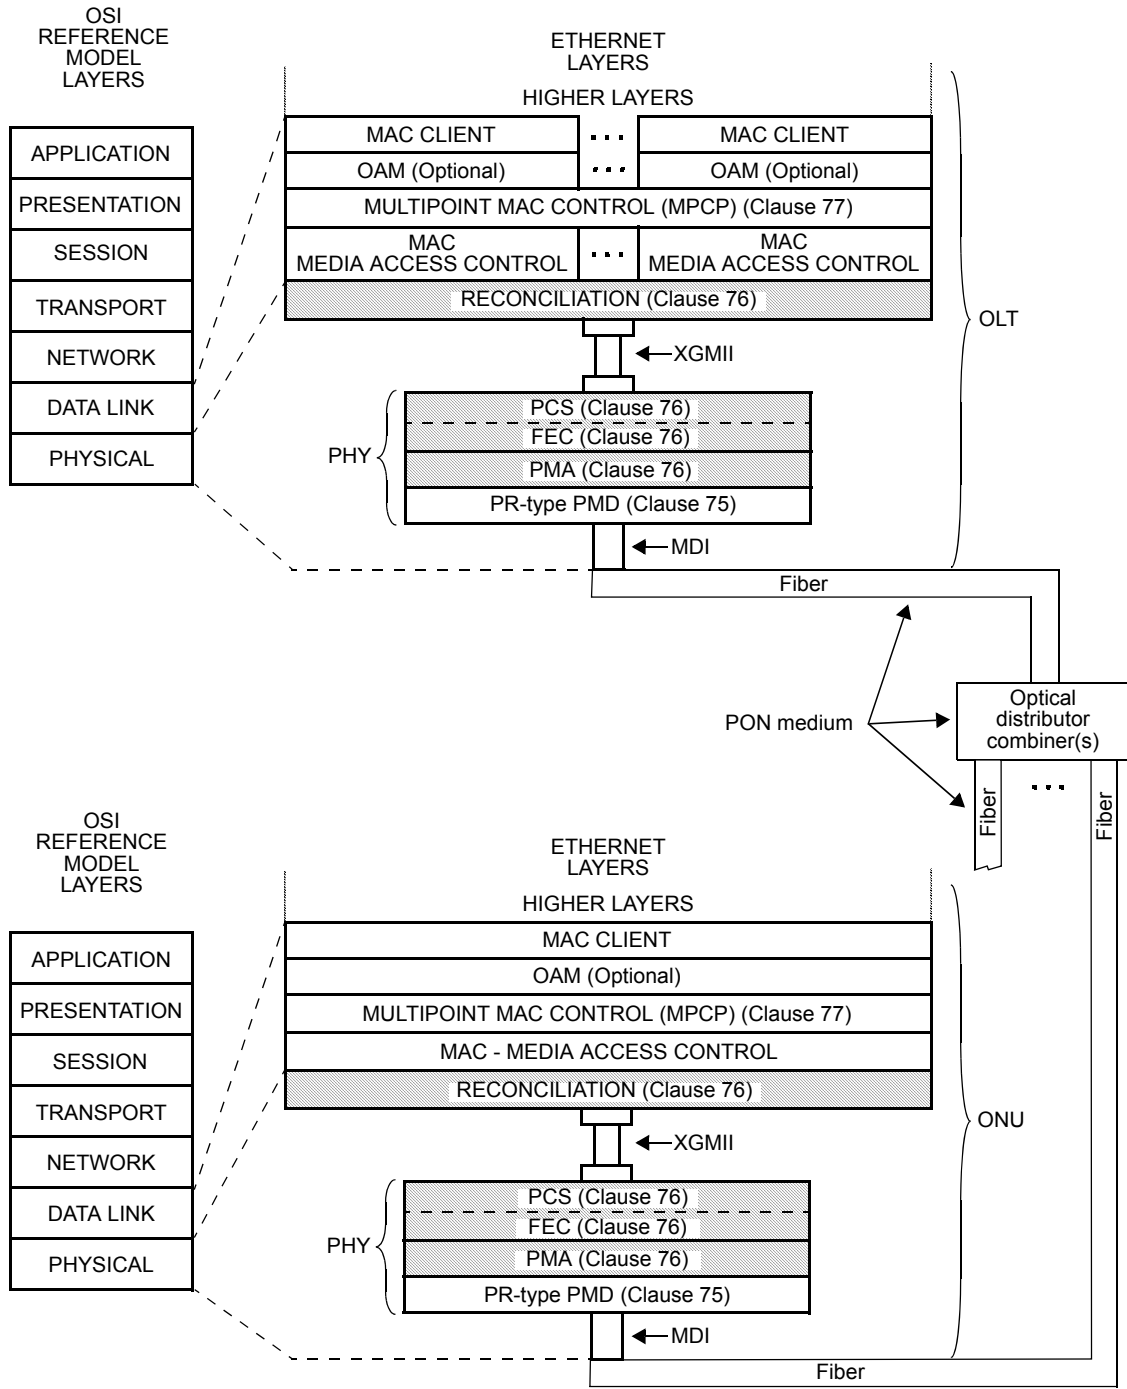 OSI
REFERENCE
MODEL
LAYERS
ETHERNET
LAYERS
HIGHER LAYERS
APPLICATION
PRESENTATION
SESSION
TRANSPORT
NETWORK
DATA LINK
PHYSICAL
MAC CLIENT
...
MAC CLIENT
OAM (Optional)
...
OAM (Optional)
MULTIPOINT MAC CONTROL (MPCP) (Clause 77)
MAC
MEDIA ACCESS CONTROL
...
MAC
MEDIA ACCESS CONTROL
RECONCILIATION (Clause 76)
OLT
XGMII
PHY
PCS (Clause 76)
FEC (Clause 76)
PMA (Clause 76)
PR-type PMD (Clause 75)
MDI
Fiber
PON medium
Optical
distributor
combiner(s)
Fiber
...
Fiber
OSI
REFERENCE
MODEL
LAYERS
ETHERNET
LAYERS
HIGHER LAYERS
APPLICATION
PRESENTATION
SESSION
TRANSPORT
NETWORK
DATA LINK
PHYSICAL
MAC CLIENT
OAM (Optional)
MULTIPOINT MAC CONTROL (MPCP) (Clause 77)
MAC - MEDIA ACCESS CONTROL
RECONCILIATION (Clause 76)
ONU
XGMII
PHY
PCS (Clause 76)
FEC (Clause 76)
PMA (Clause 76)
PR-type PMD (Clause 75)
MDI
Fiber